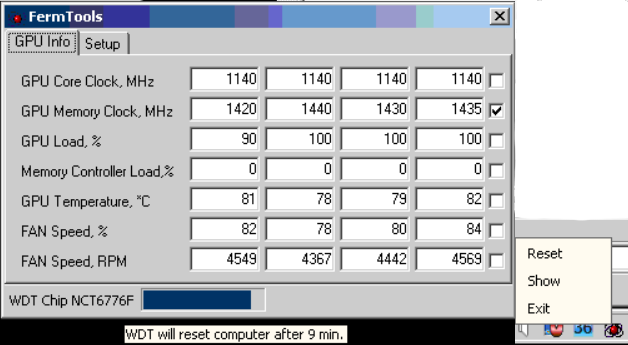 FermTools
GPU Info Setup
GPU Core Clock, MHz 1140 1140 1140 1140
GPU Memory Clock, MHz 1420 1440 1430 1435
GPU Load, % 90 100 100 100
Memory Controller Load,% 0 0 0 0
GPU Temperature, °C 81 78 79 82
FAN Speed, % 82 78 80 84
FAN Speed, RPM 4549 4367 4442 4569
WDT Chip NCT6776F
WDT will reset computer after 9 min.
Reset
Show
Exit
36